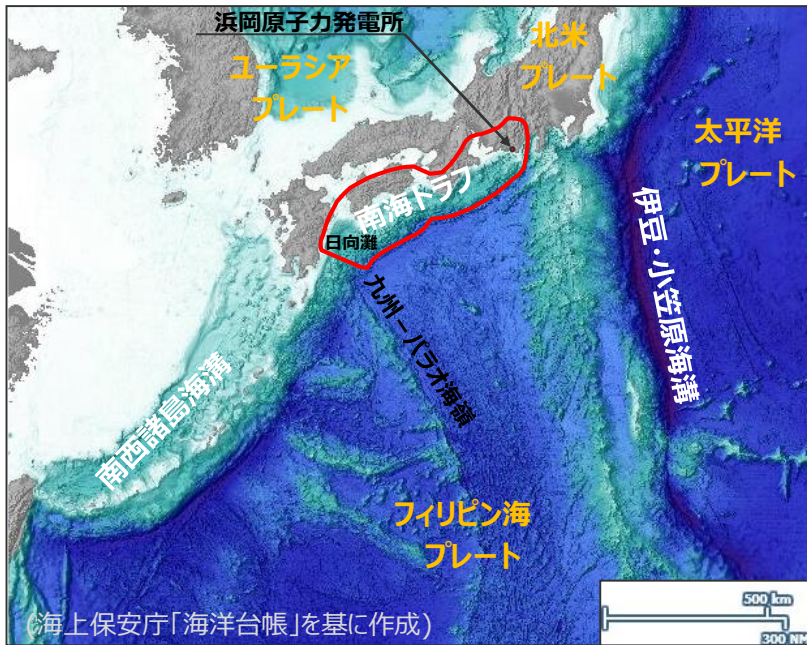 浜岡原子力発電所
北米
プレート
ユーラシア
プレート
太平洋
プレート
南海トラフ
日向灘
伊豆・小笠原海溝
九州－パラオ海嶺
南西諸島海溝
フィリピン海
プレート
(海上保安庁「海洋台帳」を基に作成)
500 km
300 NM